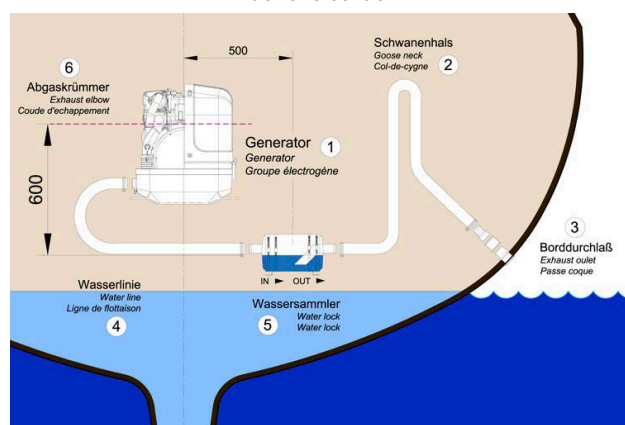 500
6
Abgaskrümmer
Exhaust elbow
Coude d'echappement
Schwanenhals
Goose neck
Col-de-cygne
2
Generator
Generator
Groupe électrogène
1
600
3
Borddurchlaß
Exhaust oulet
Passe coque
IN
OUT
Wasserlinie
Water line
Ligne de flottaison
4
Wassersammler
Water lock
Water lock
5